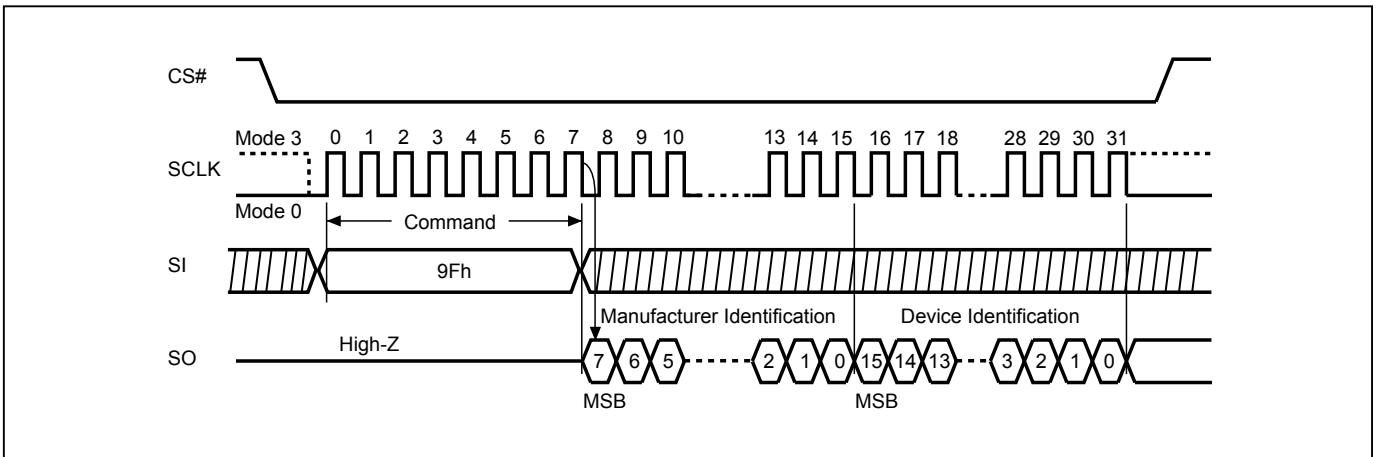 CS#
Mode 3 0 1 2 3 4 5 6 7 8 9 10 13 14 15 16 17 18 28 29 30 31
SCLK
Mode 0
Command
SI
9Fh
Manufacturer Identification Device Identification
High-Z
SO
7 6 5 2 1 0 15 14 13 3 2 1 0
MSB MSB